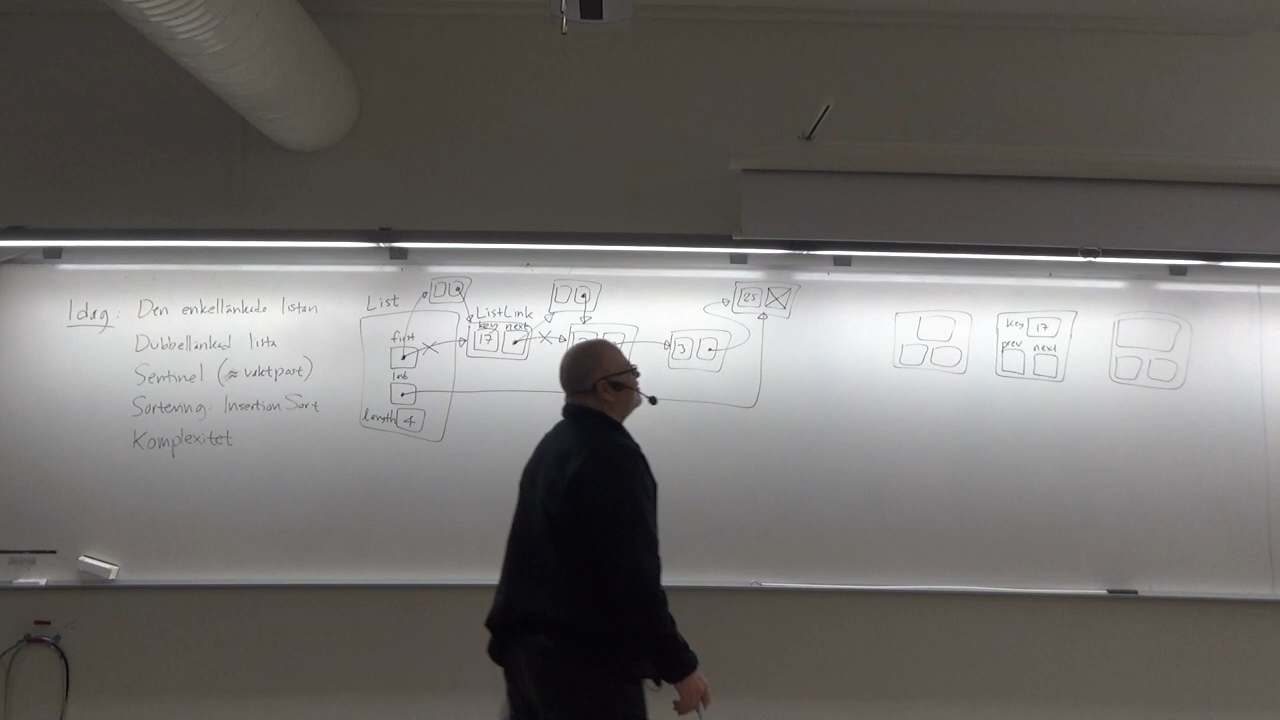 Idag: Den enkellänkade listan
Dubbellänkad lista
Sentinel (≈ vaktpost)
Sortering: Insertion Sort
Komplexitet
List
first
last
length 4
ListLink
key next
17
3
25
key 17
prev next